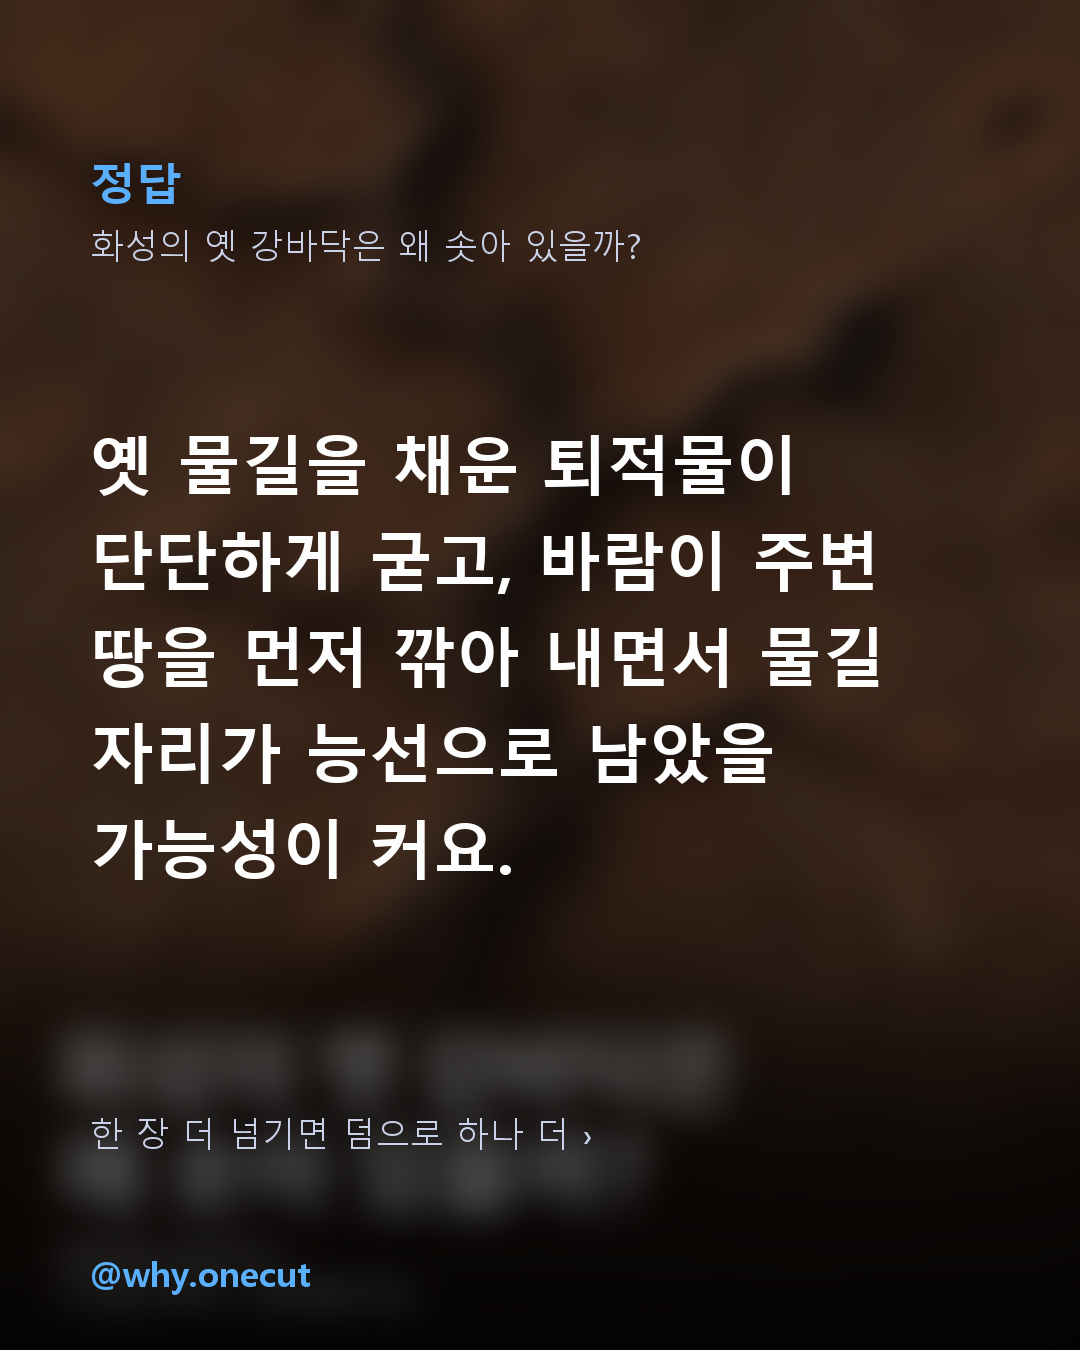 정답
화성의 옛 강바닥은 왜 솟아 있을까?
옛 물길을 채운 퇴적물이
단단하게 굳고, 바람이 주변
땅을 먼저 깎아 내면서 물길
자리가 능선으로 남았을
가능성이 커요.
한 장 더 넘기면 덤으로 하나 더 ›
@why.onecut